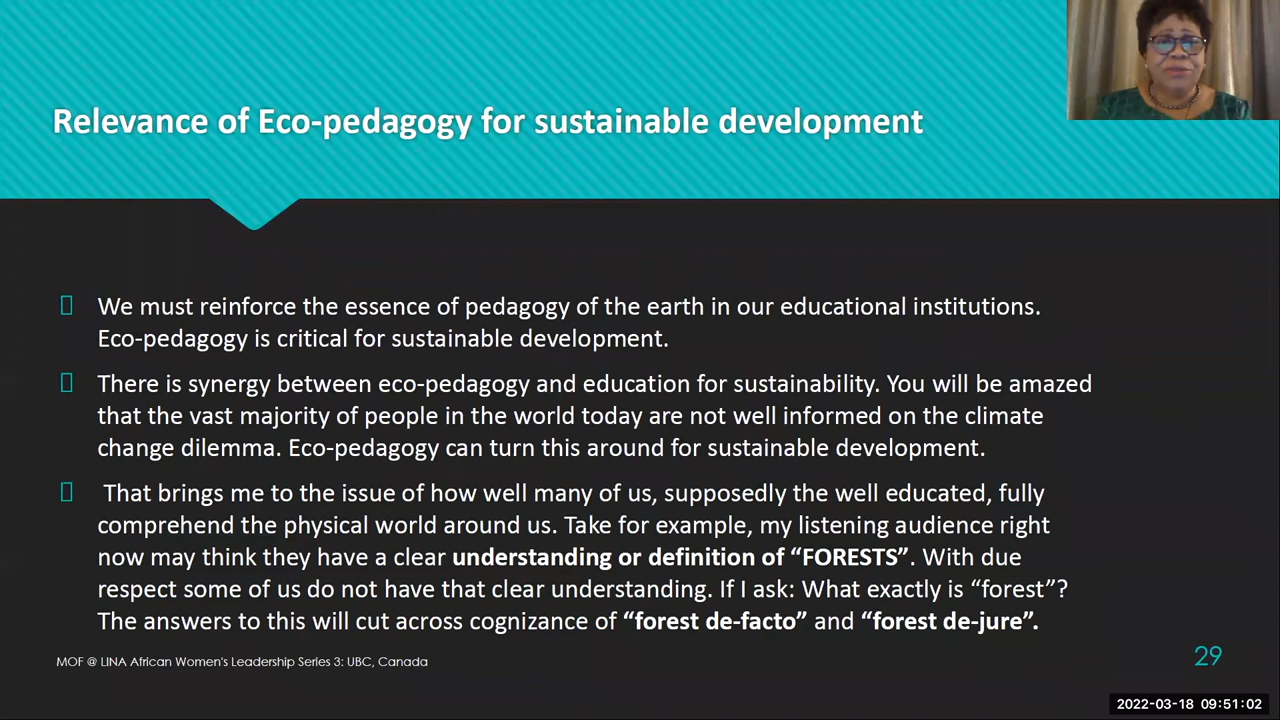 Relevance of Eco-pedagogy for sustainable development
We must reinforce the essence of pedagogy of the earth in our educational institutions.
Eco-pedagogy is critical for sustainable development.
There is synergy between eco-pedagogy and education for sustainability. You will be amazed
that the vast majority of people in the world today are not well informed on the climate
change dilemma. Eco-pedagogy can turn this around for sustainable development.
That brings me to the issue of how well many of us, supposedly the well educated, fully
comprehend the physical world around us. Take for example, my listening audience right
now may think they have a clear understanding or definition of “FORESTS”. With due
respect some of us do not have that clear understanding. If I ask: What exactly is “forest”?
The answers to this will cut across cognizance of “forest de-facto” and “forest de-jure”.
MOF @ LINA African Women's Leadership Series 3: UBC, Canada
29
2022-03-18 09:51:02